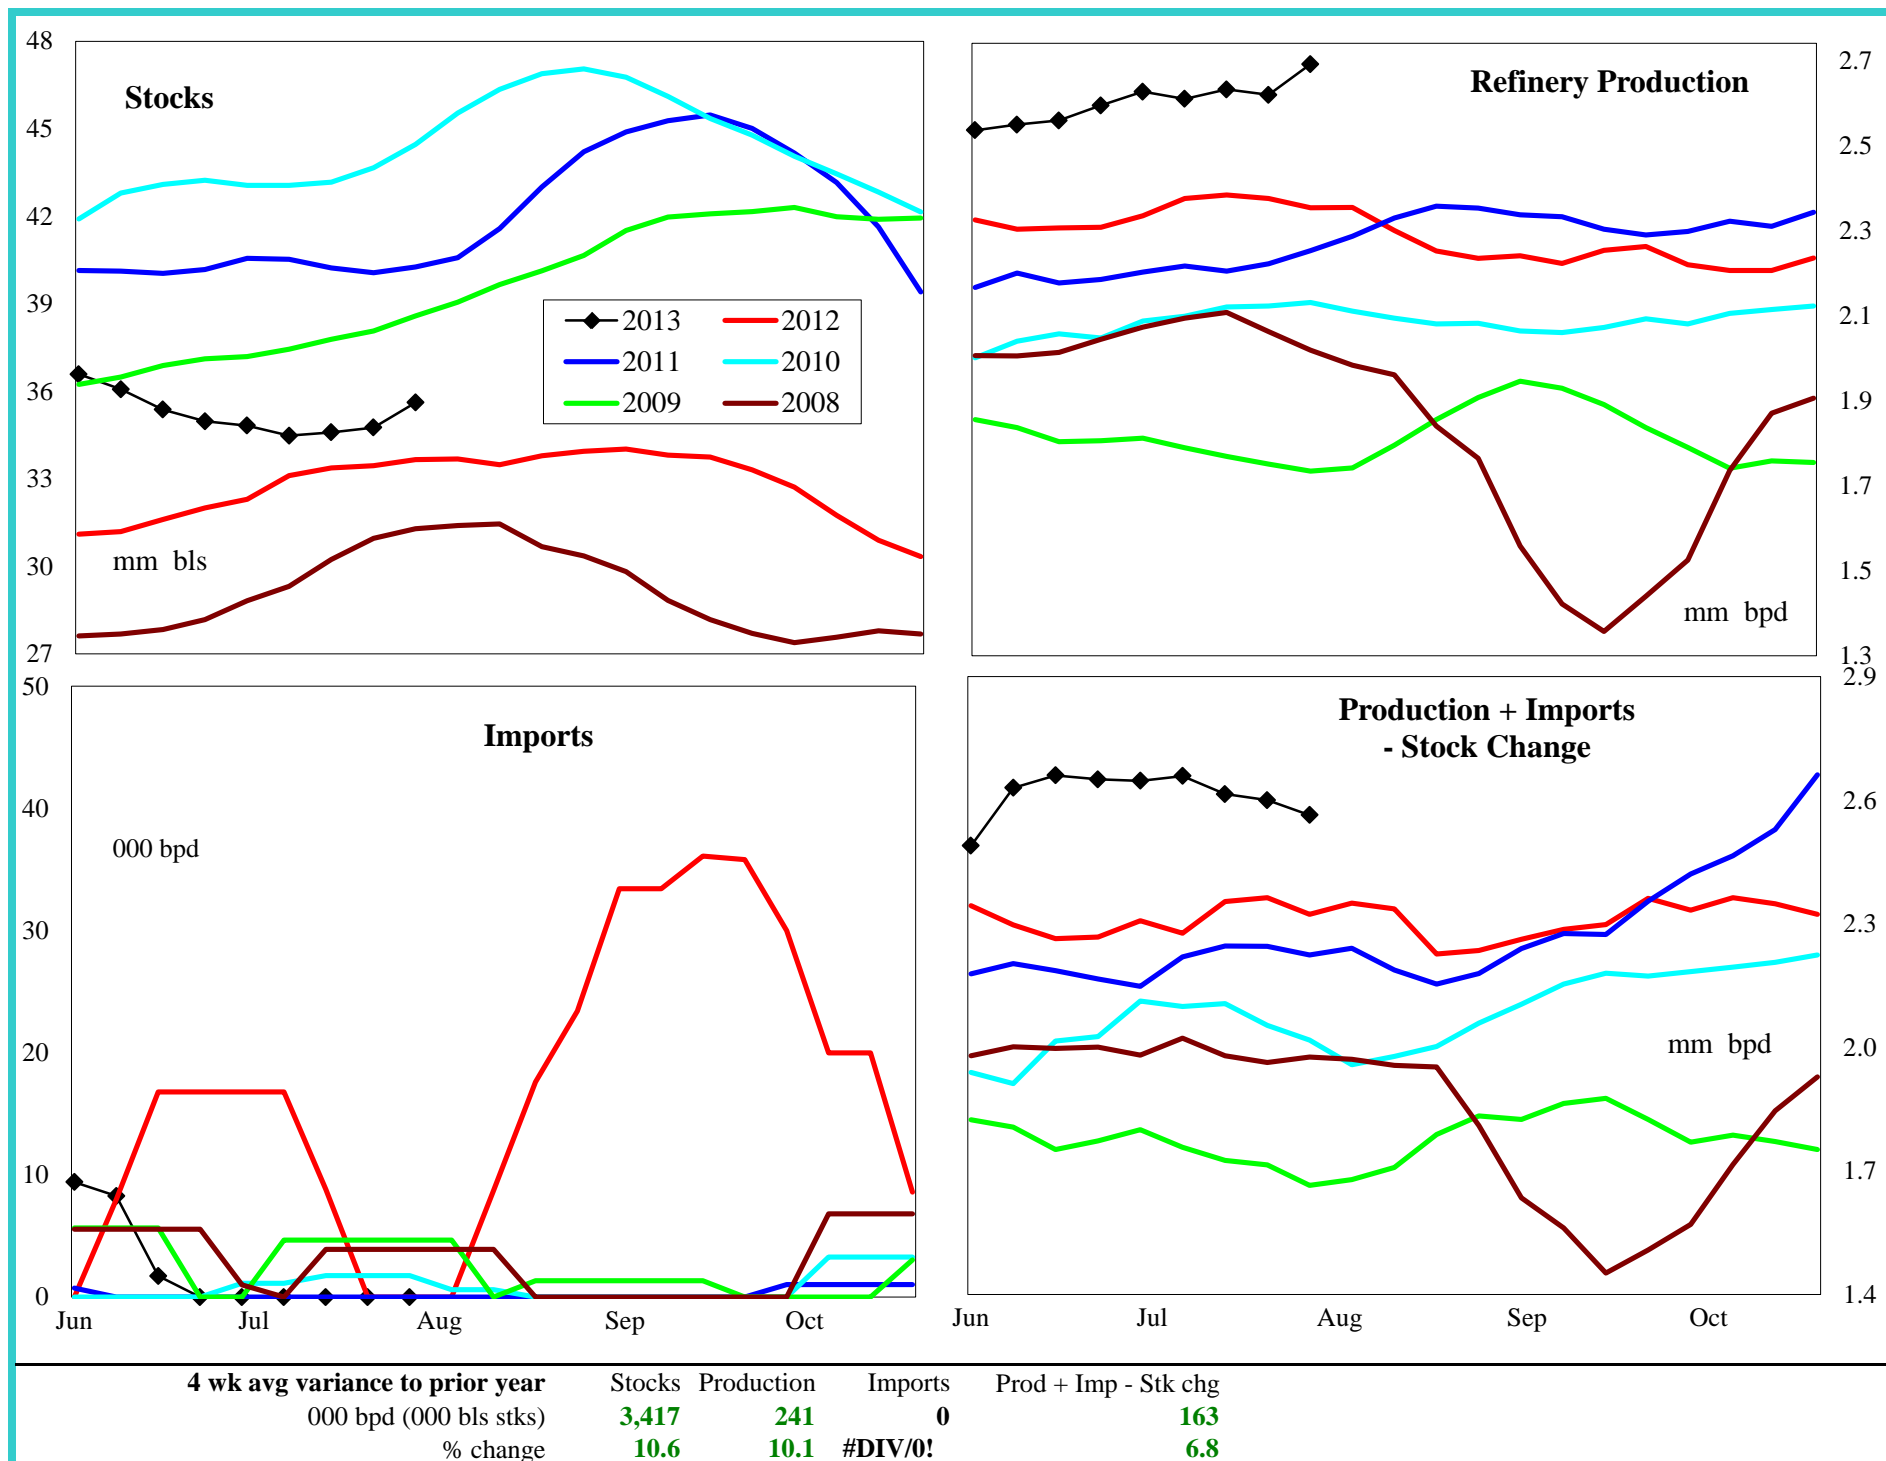 Stocks
48
45
42
39
36
33
30
27
mm bls
2013
2012
2011
2010
2009
2008
Refinery Production
2.7
2.5
2.3
2.1
1.9
1.7
1.5
1.3
mm bpd
Imports
50
40
30
20
10
0
000 bpd
Jun
Jul
Aug
Sep
Oct
Production + Imports
- Stock Change
2.9
2.6
2.3
2.0
1.7
1.4
mm bpd
Jun
Jul
Aug
Sep
Oct
4 wk avg variance to prior year Stocks Production Imports Prod + Imp - Stk chg
000 bpd (000 bls stks) 3,417 241 0 163
% change 10.6 10.1 #DIV/0! 6.8